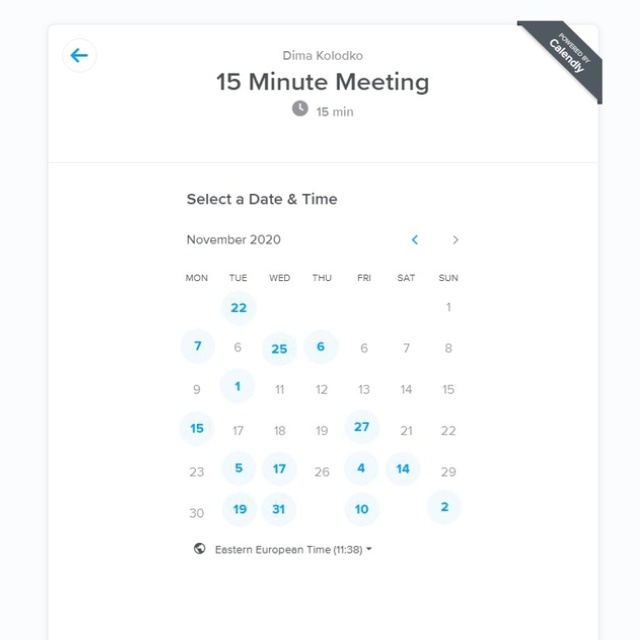 POWERED BY
Calendly
Dima Kolodko
15 Minute Meeting
15 min
Select a Date & Time
November 2020
MON TUE WED THU FRI SAT SUN
22 1
7 6 25 6 6 7 8
9 1 11 12 13 14 15
15 17 18 19 27 21 22
23 5 17 26 4 14 29
30 19 31 10 2
Eastern European Time (11:38)